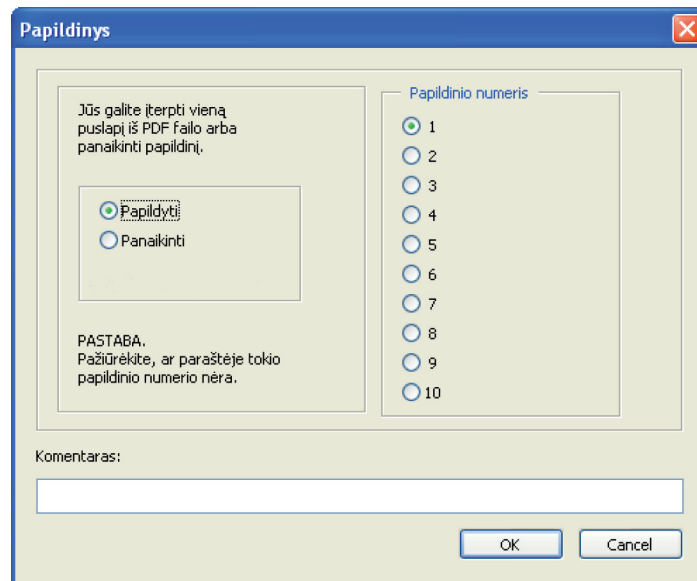 Papildinys
Jūs galite įterpti vieną
puslapį iš PDF failo arba
panaikinti papildinį.
Papildyti
Panaikinti
PASTABA.
Pažiūrėkite, ar paraštėje tokio
papildinio numerio nėra.
Papildinio numeris
1
2
3
4
5
6
7
8
9
10
Komentaras:
OK
Cancel